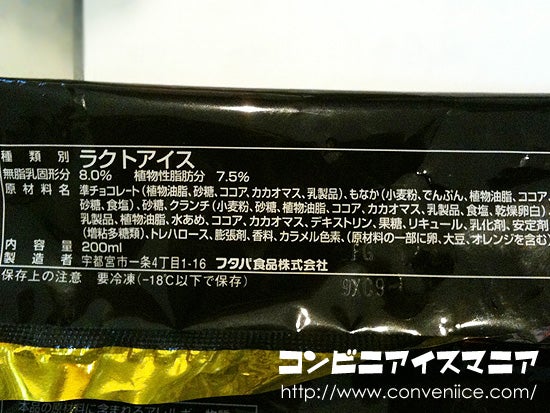 種類別 ラクトアイス
無脂乳固形分 8.0% 植物性脂肪分 7.5%
原材料名 準チョコレート(植物油脂、砂糖、ココア、カカオマス、乳製品)、もなか(小麦粉、でんぷん、植物油脂、ココア、
砂糖、食塩)、砂糖、クランチ(小麦粉、砂糖、植物油脂、ココア、カカオマス、乳製品、食塩、乾燥卵白)、
乳製品、植物油脂、水あめ、ココア、カカオマス、デキストリン、果糖、リキュール、乳化剤、安定剤
(増粘多糖類)、トレハロース、膨張剤、香料、カラメル色素、(原材料の一部に卵、大豆、オレンジを含む)
内容量 200ml
製造者 宇都宮市一条4丁目1-16 フタバ食品株式会社
保存上の注意 要冷凍(-18℃以下で保存)
コンビニアイスマニア
http://www.conveniice.com/